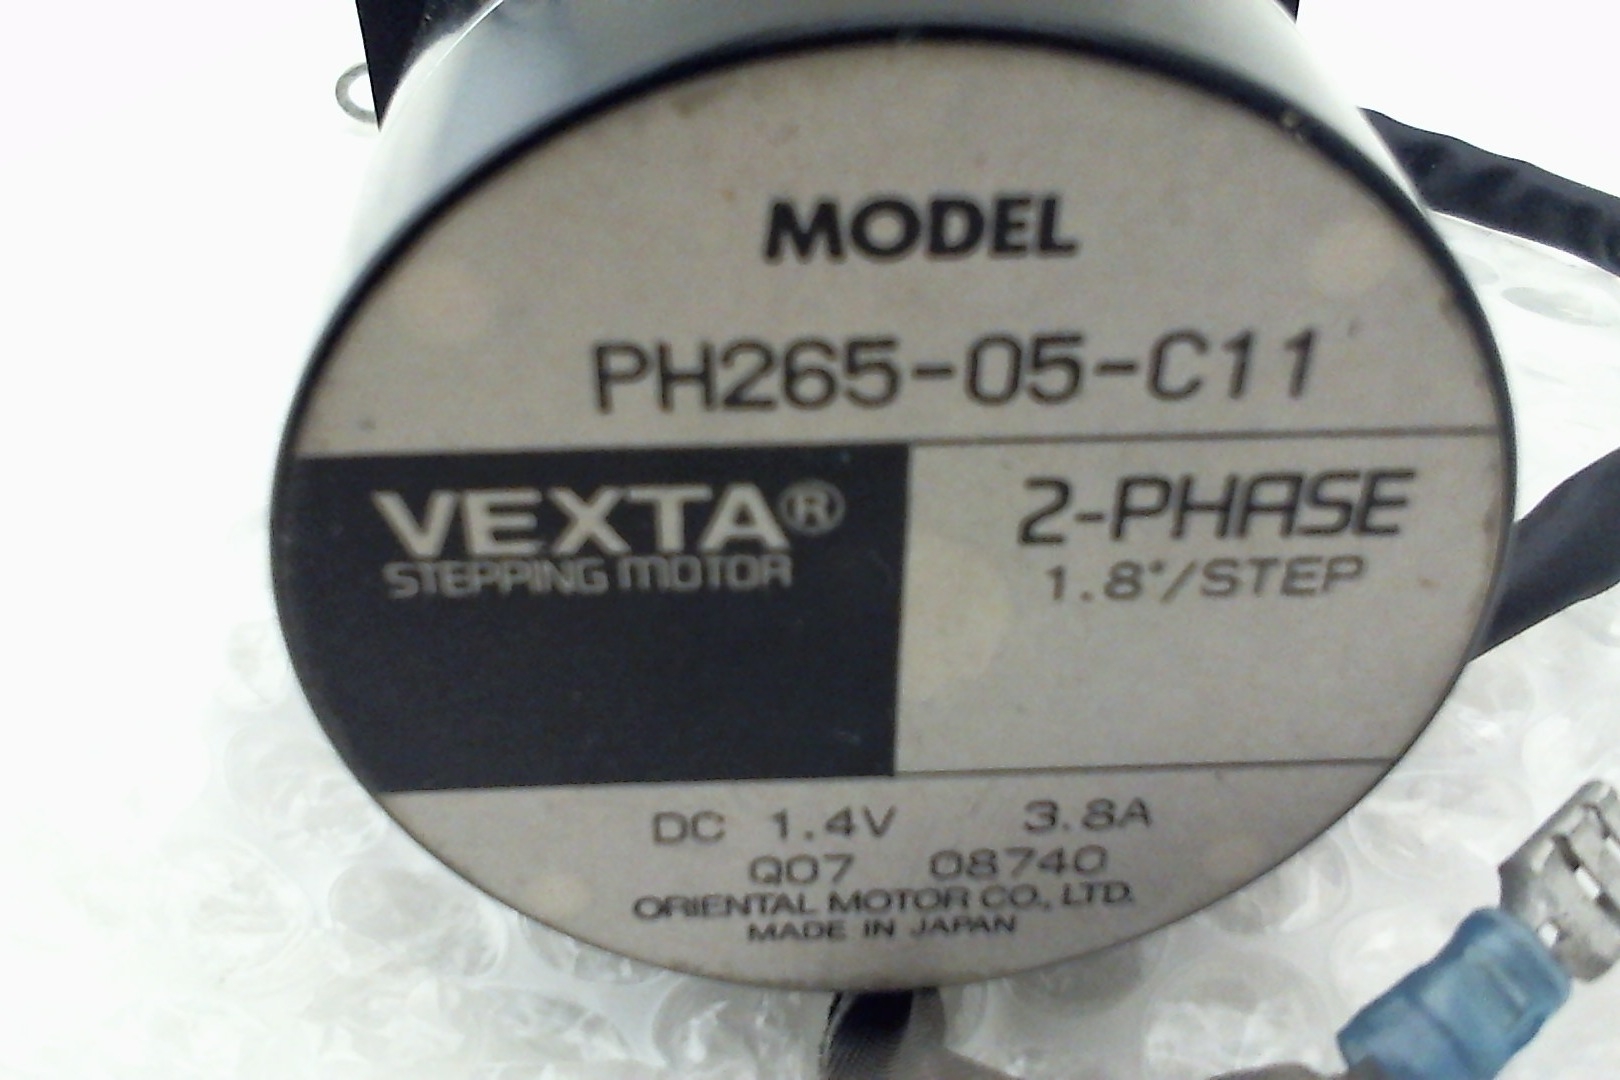 MODEL
PH265-05-C11
VEXTA®
STEPPING MOTOR
2-PHASE
1.8°/STEP
DC 1.4V 3.8A
Q07 08740
ORIENTAL MOTOR CO., LTD.
MADE IN JAPAN